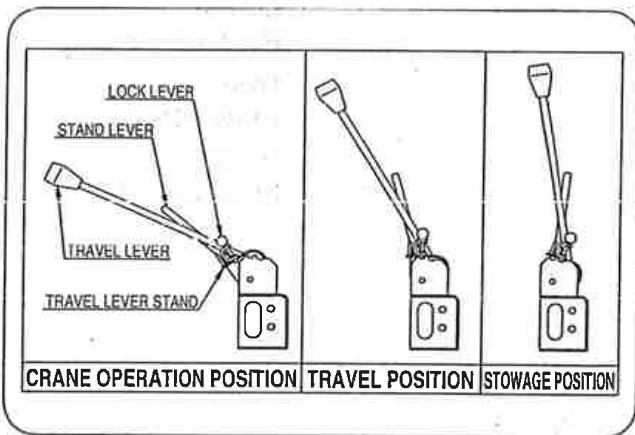 LOCK LEVER
STAND LEVER
TRAVEL LEVER
TRAVEL LEVER STAND
CRANE OPERATION POSITION
TRAVEL POSITION
STOWAGE POSITION